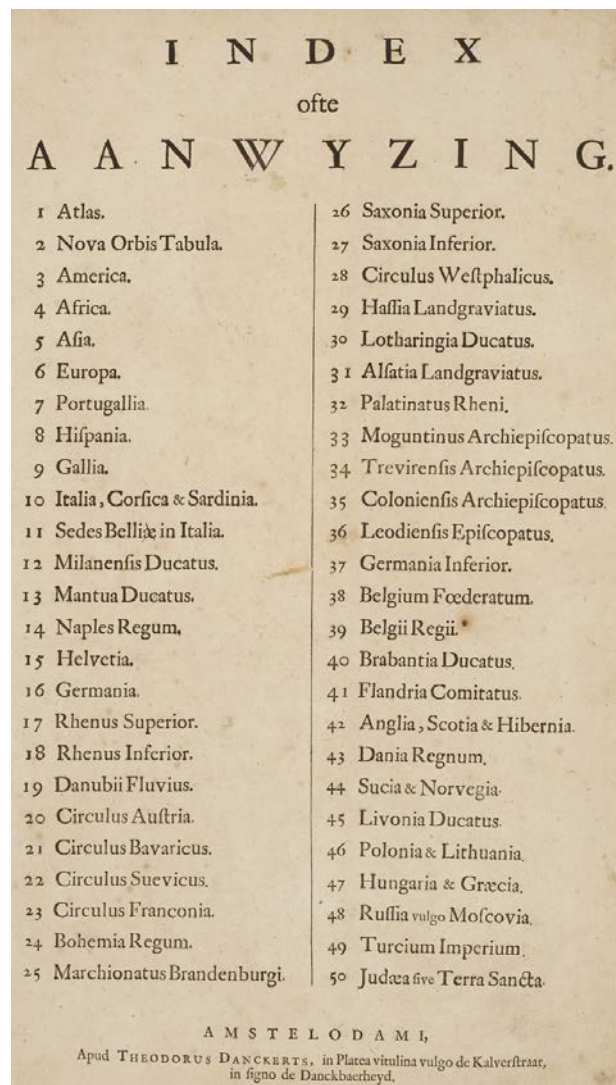 INDEX
ofte
AANWYZING.
1 Atlas.
2 Nova Orbis Tabula.
3 America.
4 Africa.
5 Aſia.
6 Europa.
7 Portugallia.
8 Hiſpania.
9 Gallia.
10 Italia, Corſica & Sardinia.
11 Sedes Belliæ in Italia.
12 Milanenſis Ducatus.
13 Mantua Ducatus.
14 Naples Regum.
15 Helvetia.
16 Germania.
17 Rhenus Superior.
18 Rhenus Inferior.
19 Danubii Fluvius.
20 Circulus Auſtria.
21 Circulus Bavaricus.
22 Circulus Suevicus.
23 Circulus Franconia.
24 Bohemia Regum.
25 Marchionatus Brandenburgi.
26 Saxonia Superior.
27 Saxonia Inferior.
28 Circulus Weſtphalicus.
29 Haſſia Landgraviatus.
30 Lotharingia Ducatus.
31 Alſatia Landgraviatus.
32 Palatinatus Rheni.
33 Moguntinus Archiepiſcopatus.
34 Trevirenſis Archiepiſcopatus.
35 Colonienſis Archiepiſcopatus.
36 Leodienſis Epiſcopatus.
37 Germania Inferior.
38 Belgium Fœderatum.
39 Belgii Regii.
40 Brabantia Ducatus.
41 Flandria Comitatus.
42 Anglia, Scotia & Hibernia.
43 Dania Regnum.
44 Sucia & Norvegia.
45 Livonia Ducatus.
46 Polonia & Lithuania.
47 Hungaria & Græcia.
48 Ruſſia vulgo Moſcovia.
49 Turcium Imperium.
50 Judæa ſive Terra Sancta.
AMSTELODAMI,
Apud THEODORUS DANCKERTS, in Platea vitulina vulgo de Kalverſtraat,
in ſigno de Danckbaerheyd,